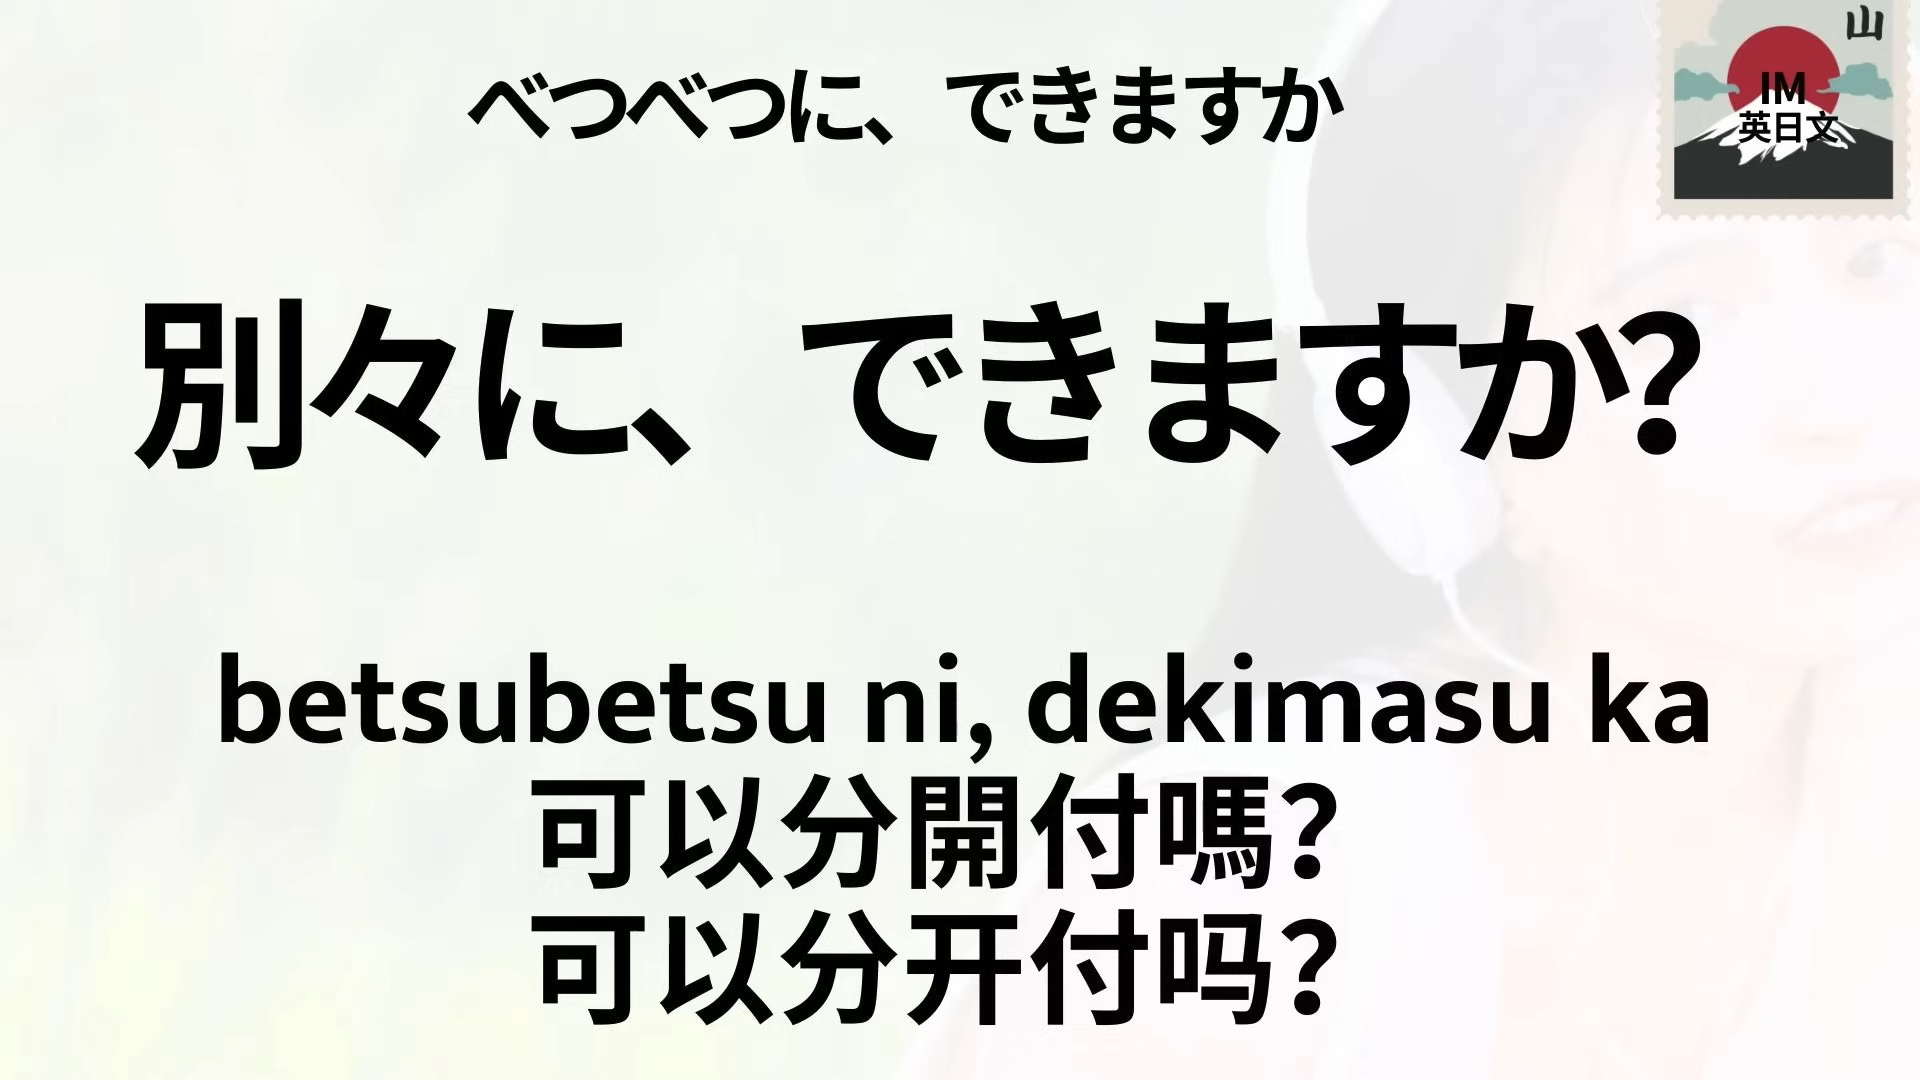 べつべつに、できますか
山
IM
英日文
別々に、できますか?
betsubetsu ni, dekimasu ka
可以分開付嗎?
可以分开付吗?